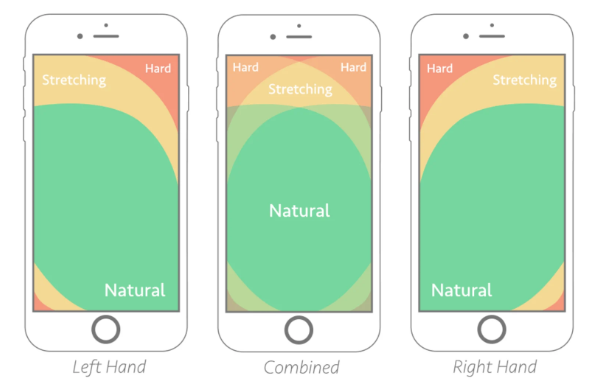 Stretching
Hard
Natural
Left Hand
Hard
Hard
Stretching
Natural
Combined
Hard
Stretching
Natural
Right Hand